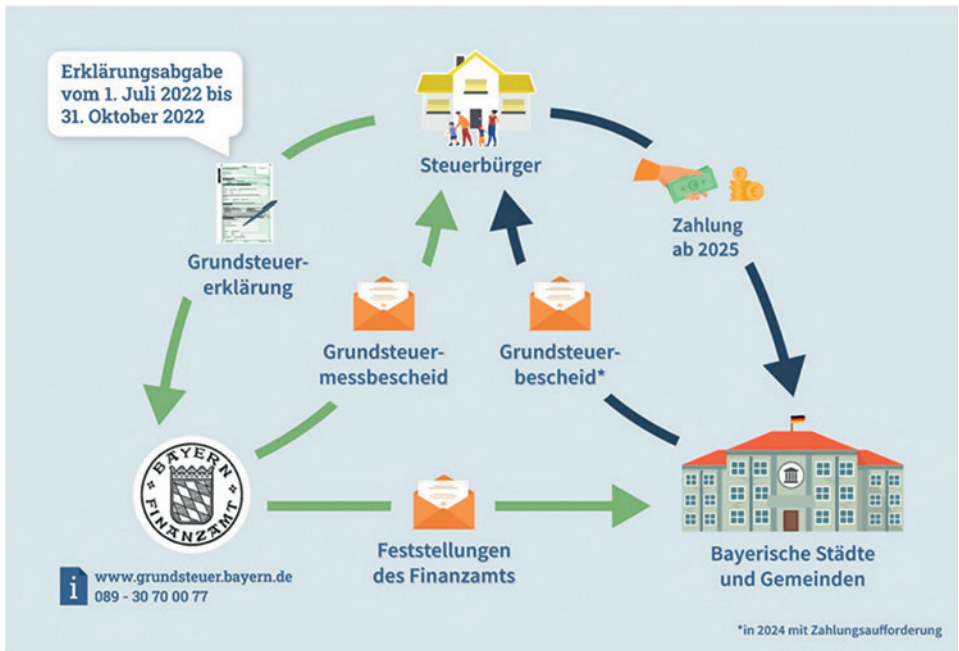 Erklärungsabgabe
vom 1. Juli 2022 bis
31. Oktober 2022
Steuerbürger
Zahlung
ab 2025
Grundsteuer-
erklärung
Grundsteuer-
messbescheid
Grundsteuer-
bescheid*
BAYERN
FINANZAMT
Feststellungen
des Finanzamts
Bayerische Städte
und Gemeinden
i
www.grundsteuer.bayern.de
089 - 30 70 00 77
*in 2024 mit Zahlungsaufforderung